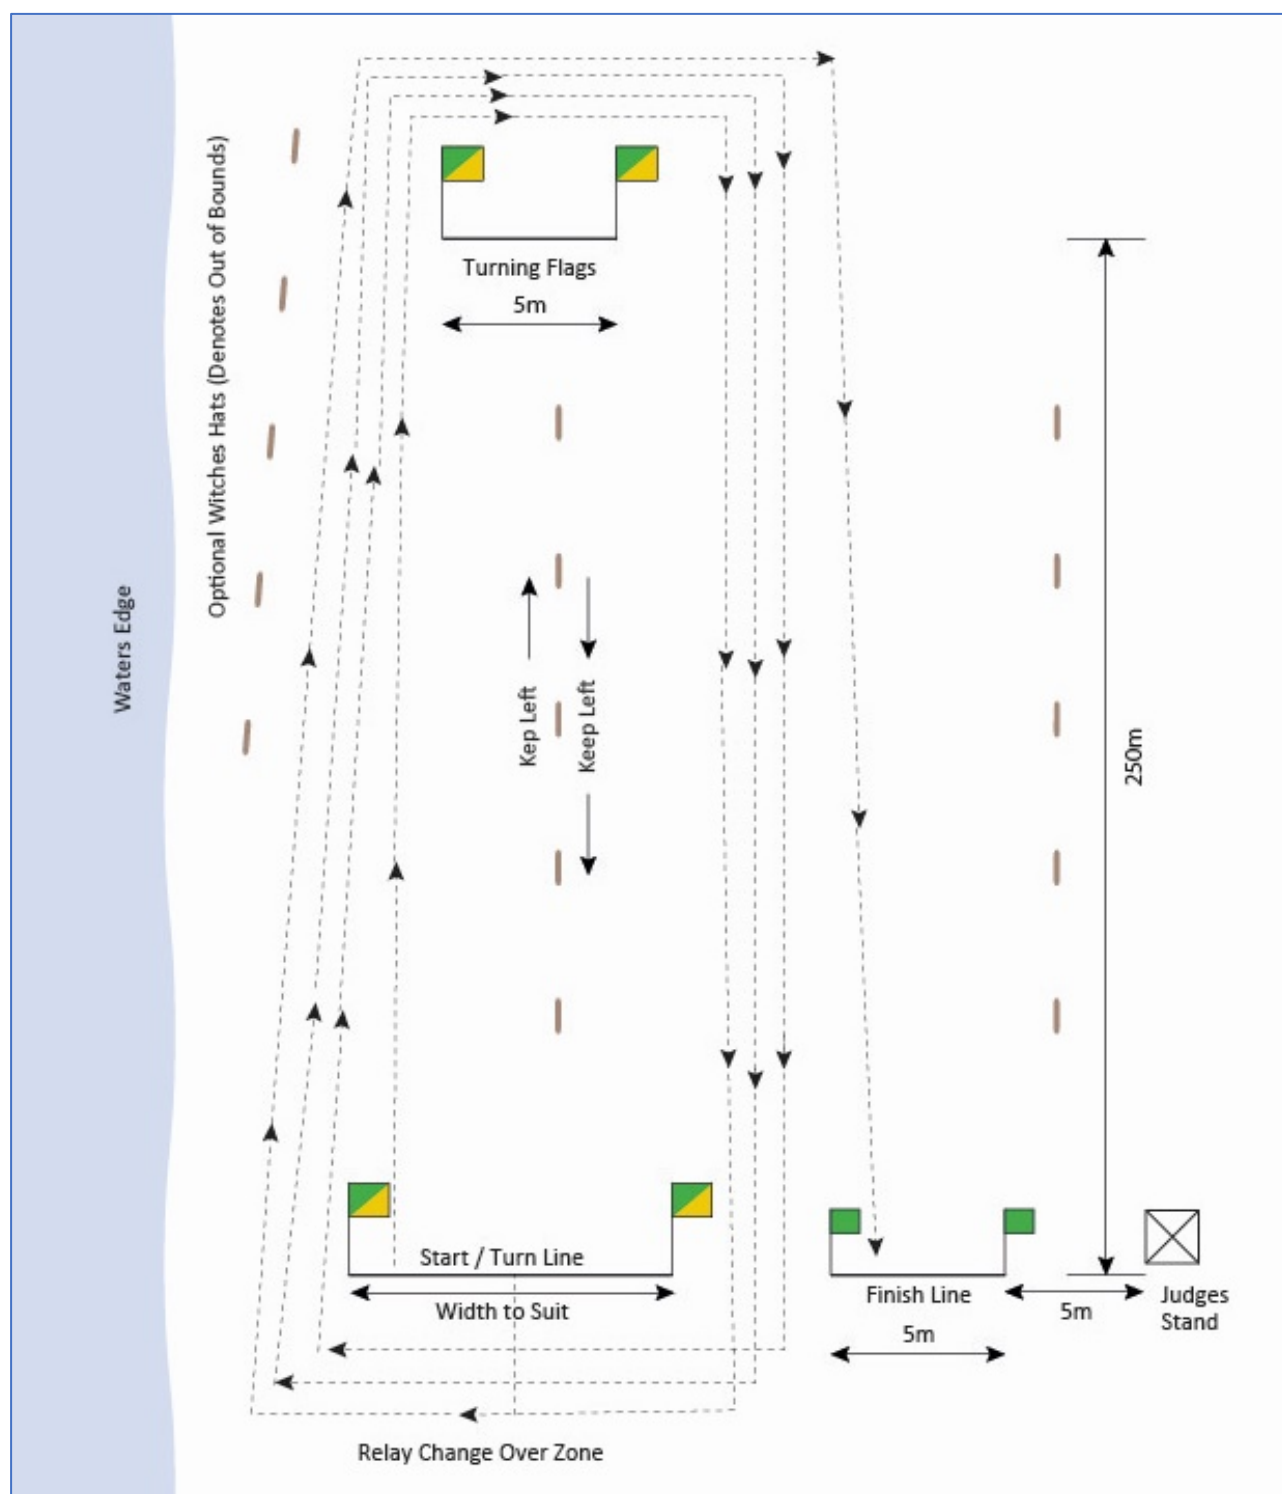 Optional Witches Hats (Denotes Out of Bounds)
Waters Edge
Turning Flags
5m
Kep Left
Keep Left
250m
Start / Turn Line
Width to Suit
Finish Line
5m
5m
Judges
Stand
Relay Change Over Zone